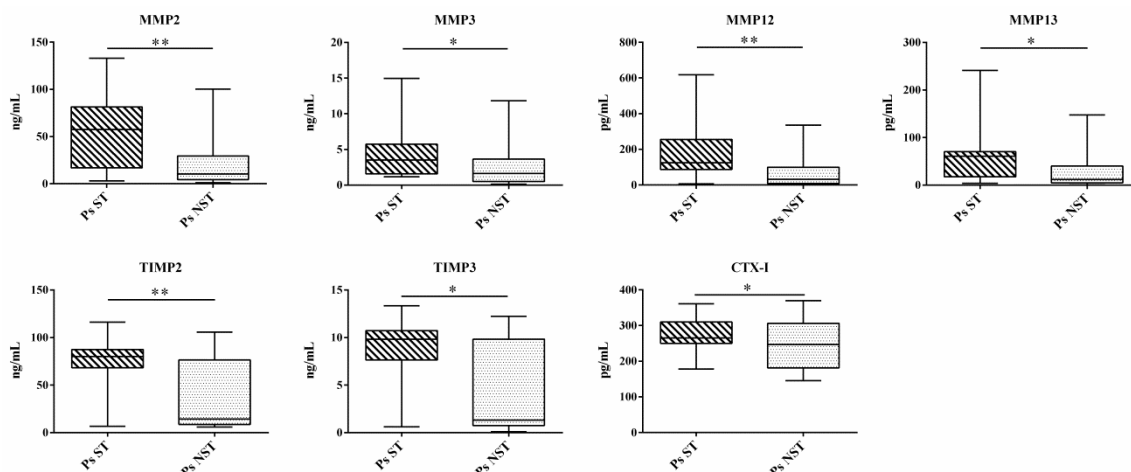 MMP2
150
100
50
0
ng/mL
**
Ps ST
Ps NST
MMP3
20
15
10
5
0
ng/mL
*
Ps ST
Ps NST
MMP12
800
600
400
200
0
pg/mL
**
Ps ST
Ps NST
MMP13
300
200
100
0
pg/mL
*
Ps ST
Ps NST
TIMP2
150
100
50
0
ng/mL
**
Ps ST
Ps NST
TIMP3
15
10
5
0
ng/mL
*
Ps ST
Ps NST
CTX-I
400
300
200
100
0
pg/mL
*
Ps ST
Ps NST